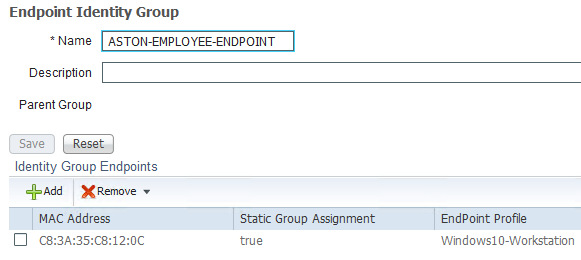 Endpoint Identity Group
* Name ASTON-EMPLOYEE-ENDPOINT
Description
Parent Group
Save Reset
Identity Group Endpoints
Add Remove
MAC Address Static Group Assignment EndPoint Profile
C8:3A:35:C8:12:0C true Windows10-Workstation